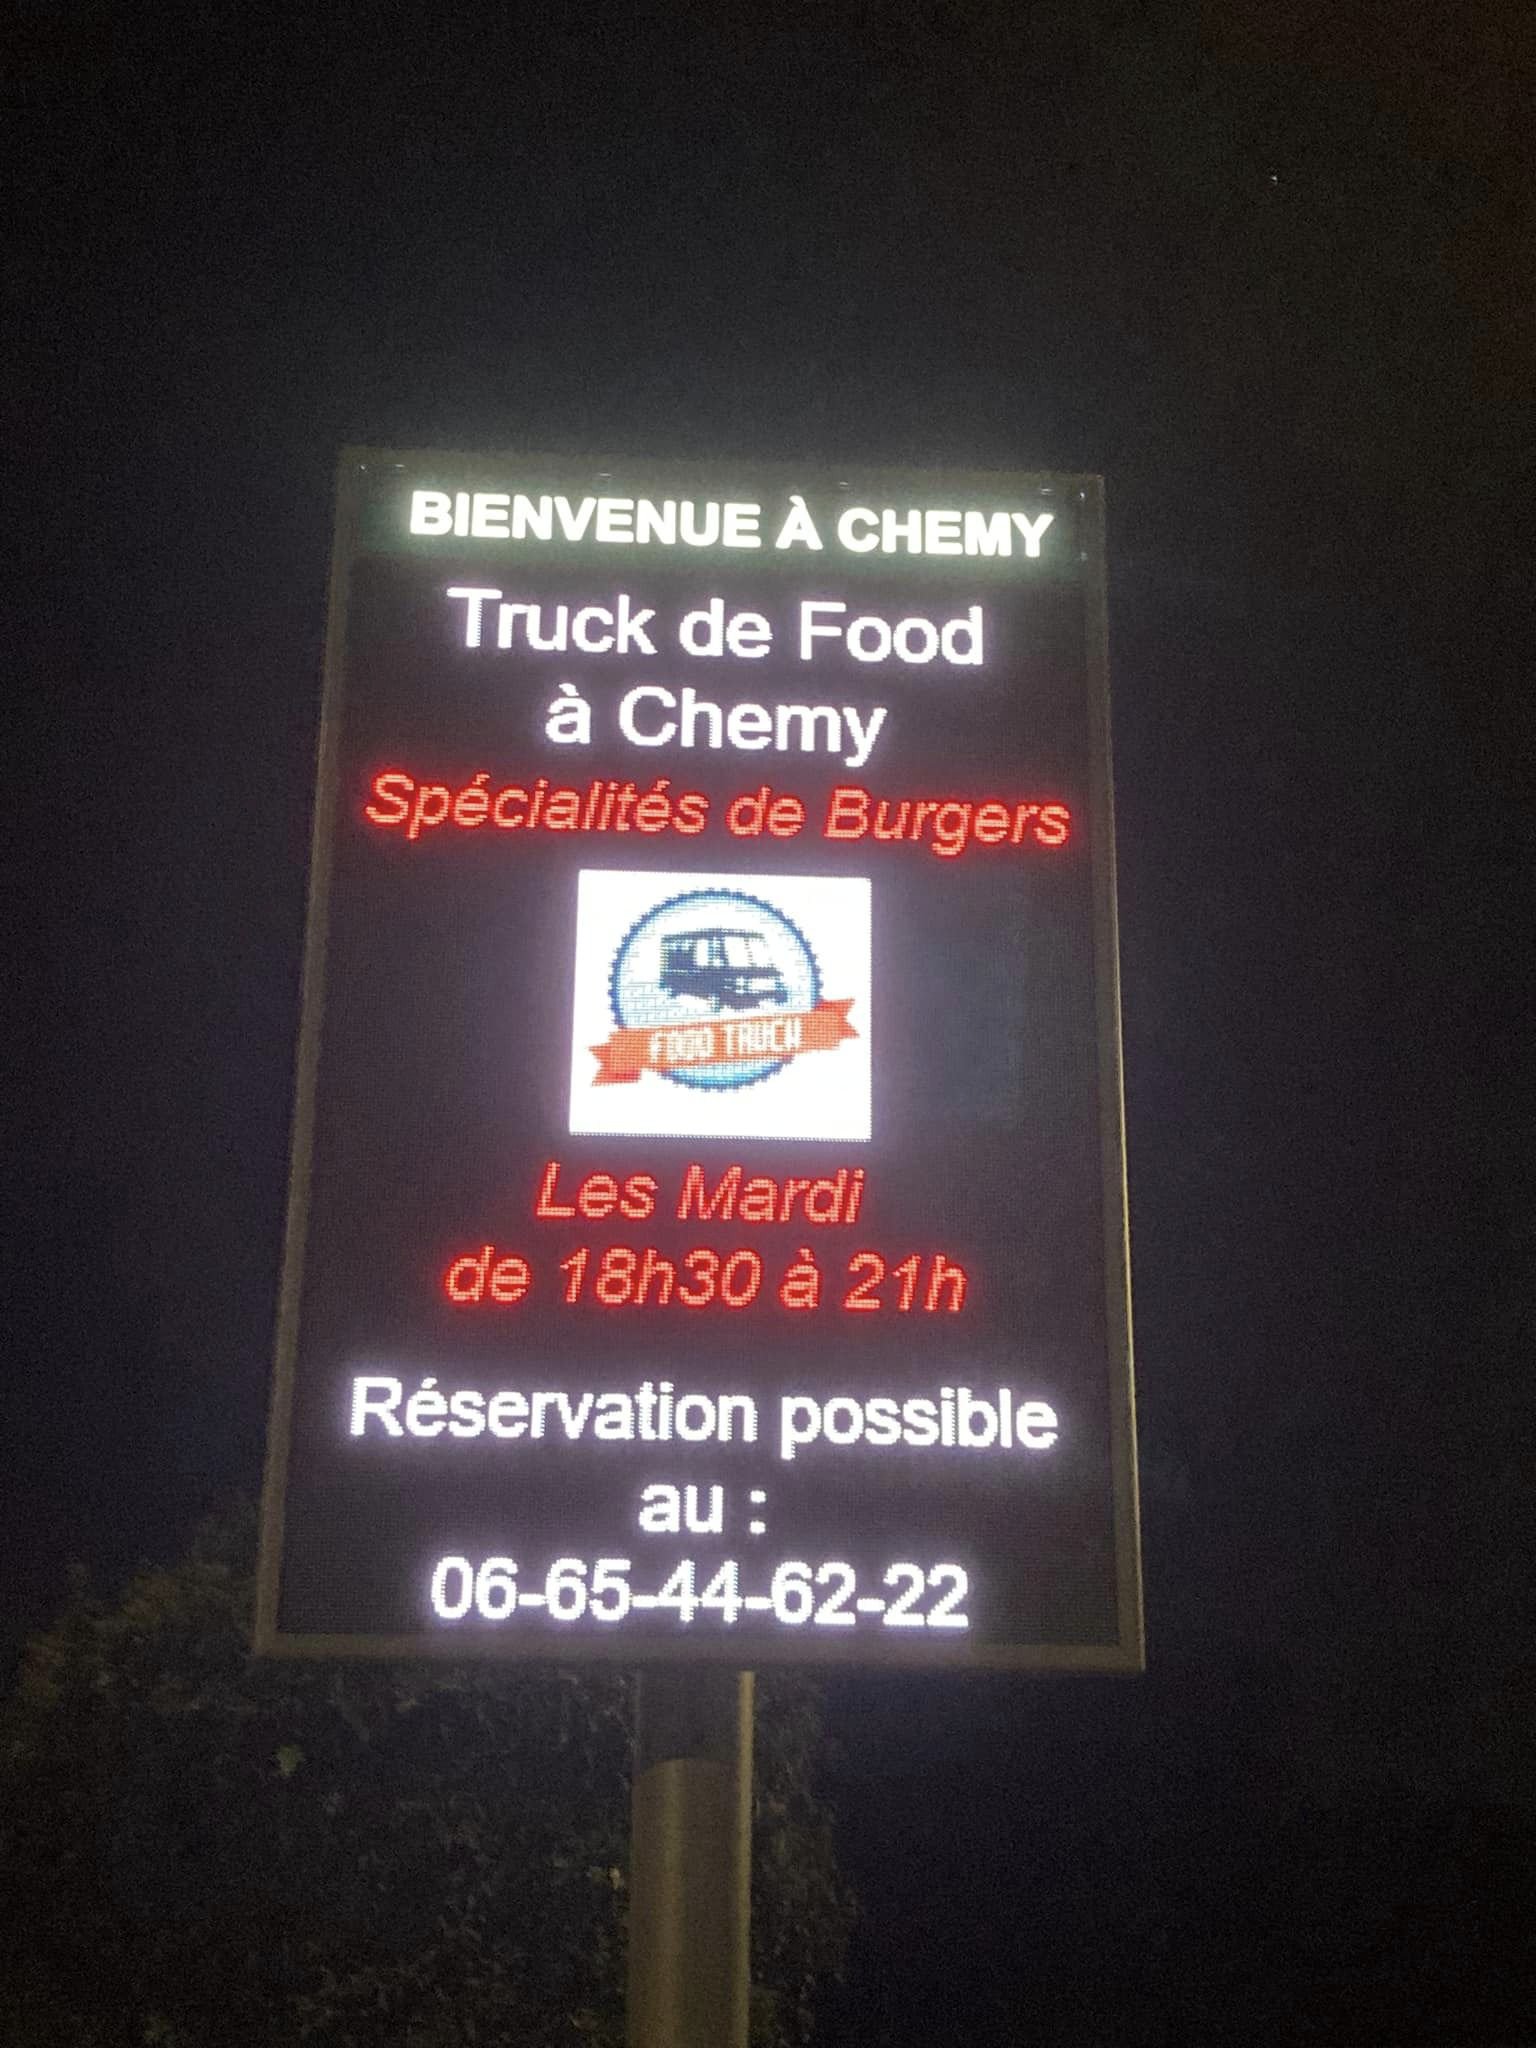 BIENVENUE À CHEMY
Truck de Food
à Chemy
Spécialités de Burgers
FOOD TRUCK
Les Mardi
de 18h30 à 21h
Réservation possible
au :
06-65-44-62-22